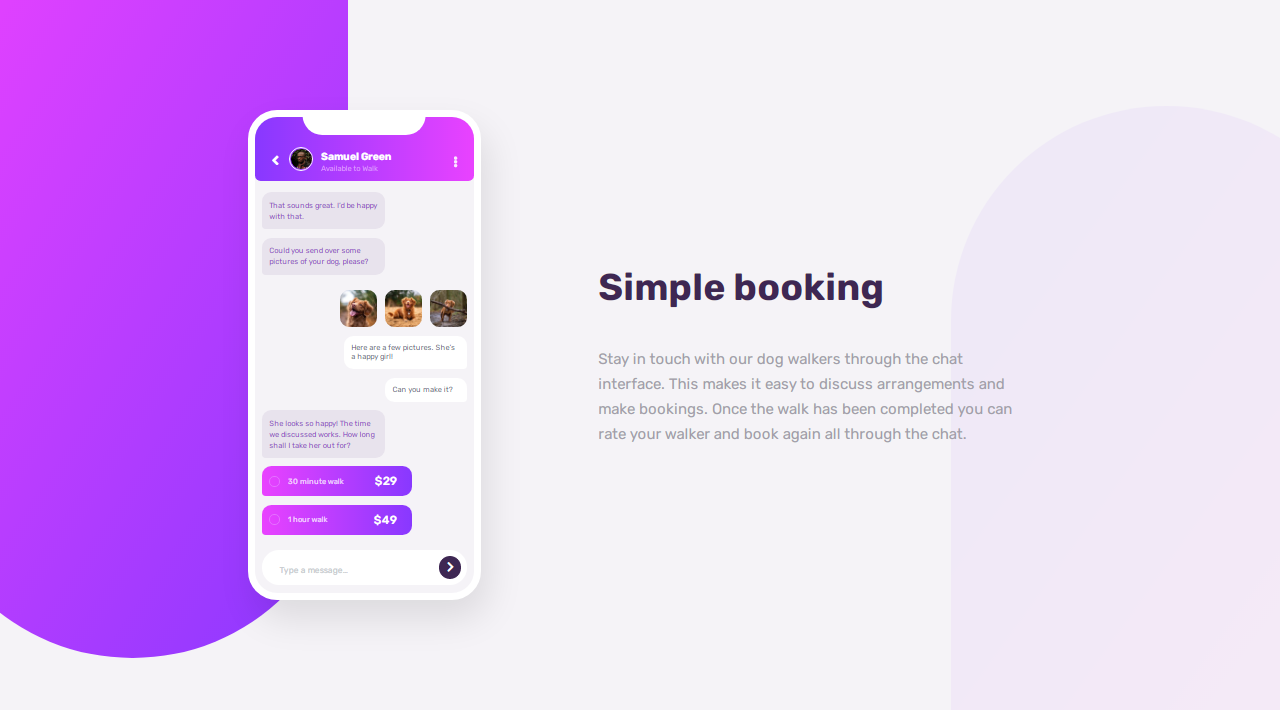 Samuel Green
Available to Walk
That sounds great. I'd be happy
with that.
Could you send over some
pictures of your dog, please?
Here are a few pictures. She's
a happy girl!
Can you make it?
She looks so happy! The time
we discussed works. How long
shall I take her out for?
30 minute walk $29
1 hour walk $49
Type a message...
Simple booking
Stay in touch with our dog walkers through the chat
interface. This makes it easy to discuss arrangements and
make bookings. Once the walk has been completed you can
rate your walker and book again all through the chat.